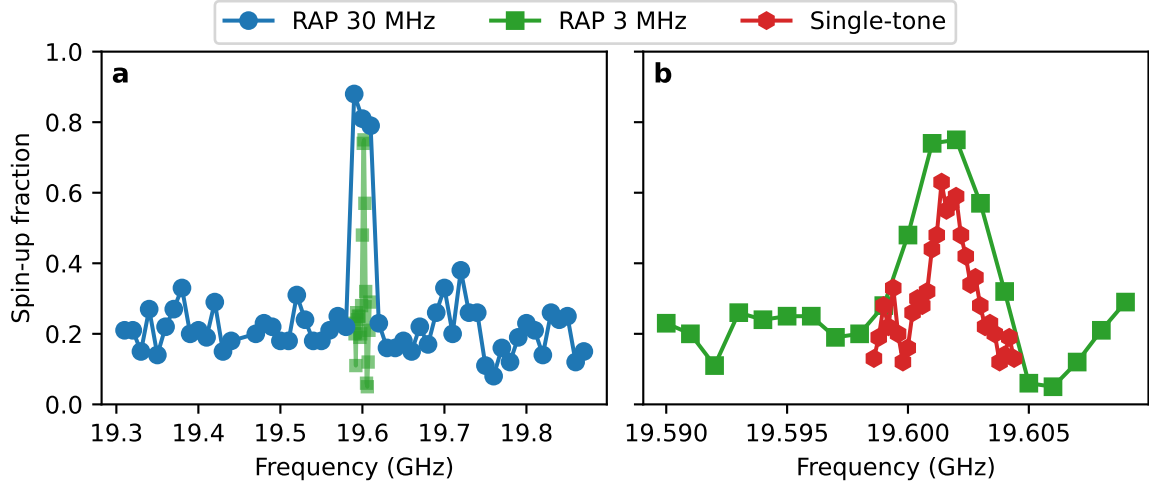 RAP 30 MHz RAP 3 MHz Single-tone
a
b
1.0
0.8
0.6
0.4
0.2
0.0
Spin-up fraction
19.3 19.4 19.5 19.6 19.7 19.8
19.590 19.595 19.600 19.605
Frequency (GHz)
Frequency (GHz)